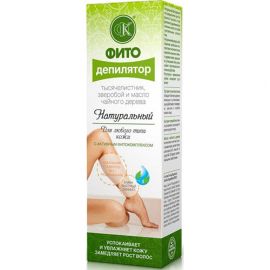 К
ФИТО
депилятор
тысячелистник,
зверобой и масло
чайного дерева
Натуральный
Для любого типа
кожи
С АКТИВНЫМ ФИТОКОМПЛЕКСОМ
УСПОКАИВАЕТ
И УВЛАЖНЯЕТ КОЖУ
ЗАМЕДЛЯЕТ РОСТ ВОЛОС